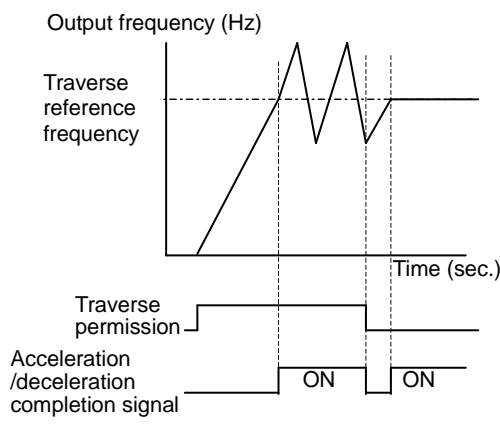 Output frequency (Hz)
Traverse
reference
frequency
Time (sec.)
Traverse
permission
Acceleration
/deceleration
completion signal
ON
ON